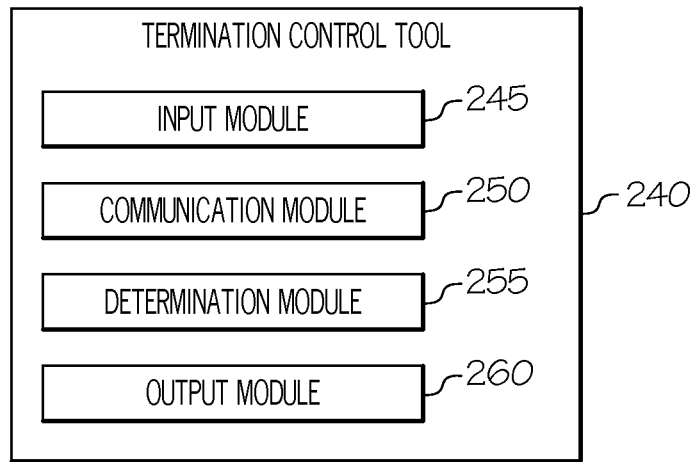 TERMINATION CONTROL TOOL
INPUT MODULE
245
COMMUNICATION MODULE
250
240
DETERMINATION MODULE
255
OUTPUT MODULE
260